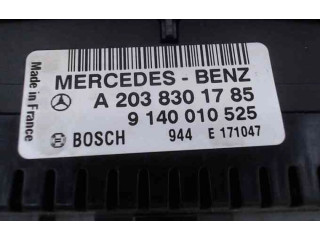 Made in France
MERCEDES - BENZ
A 203 830 17 85
9 140 010 525
BOSCH 944 E 171047